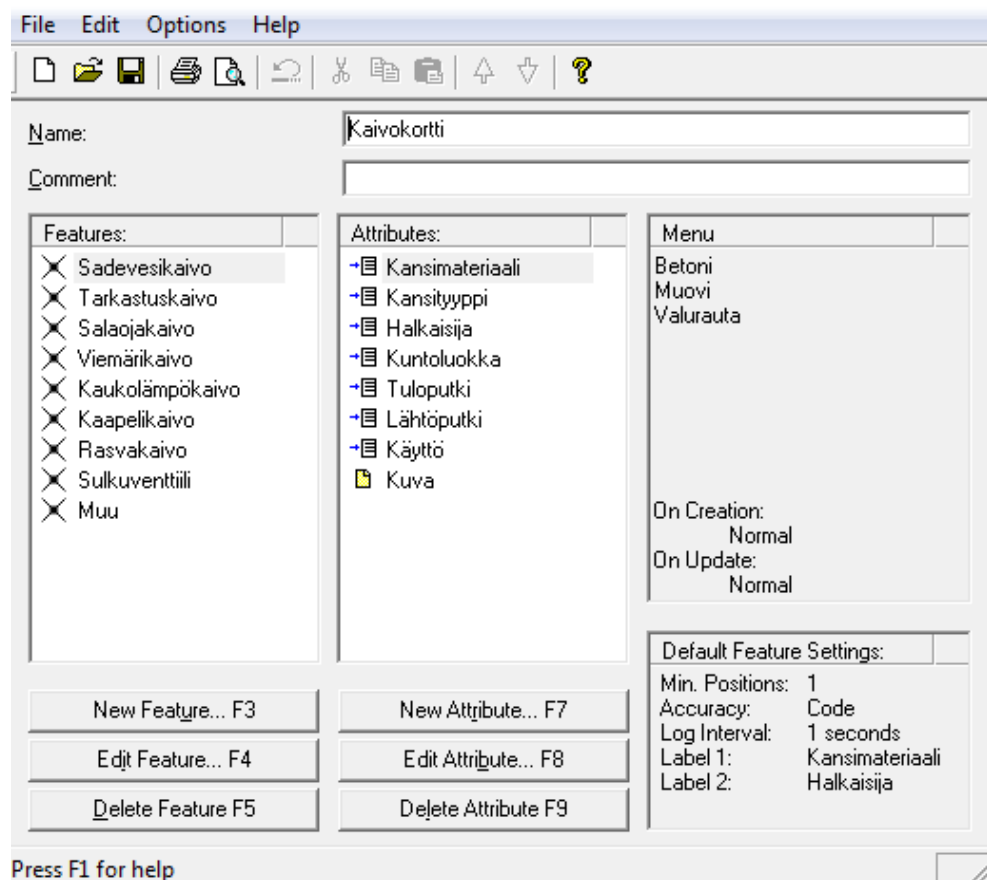 File Edit Options Help
Name: Kaivokortti
Comment:
Features:
Sadevesikaivo
Tarkastuskaivo
Salaojakaivo
Viemärikaivo
Kaukolämpökaivo
Kaapelikaivo
Rasvakaivo
Sulkuventtiili
Muu
Attributes:
Kansimateriaali
Kansityyppi
Halkaisija
Kuntoluokka
Tuloputki
Lähtöputki
Käyttö
Kuva
Menu
Betoni
Muovi
Valurauta
On Creation:
Normal
On Update:
Normal
Default Feature Settings:
Min. Positions: 1
Accuracy: Code
Log Interval: 1 seconds
Label 1: Kansimateriaali
Label 2: Halkaisija
New Feature... F3
Edit Feature... F4
Delete Feature F5
New Attribute... F7
Edit Attribute... F8
Delete Attribute F9
Press F1 for help